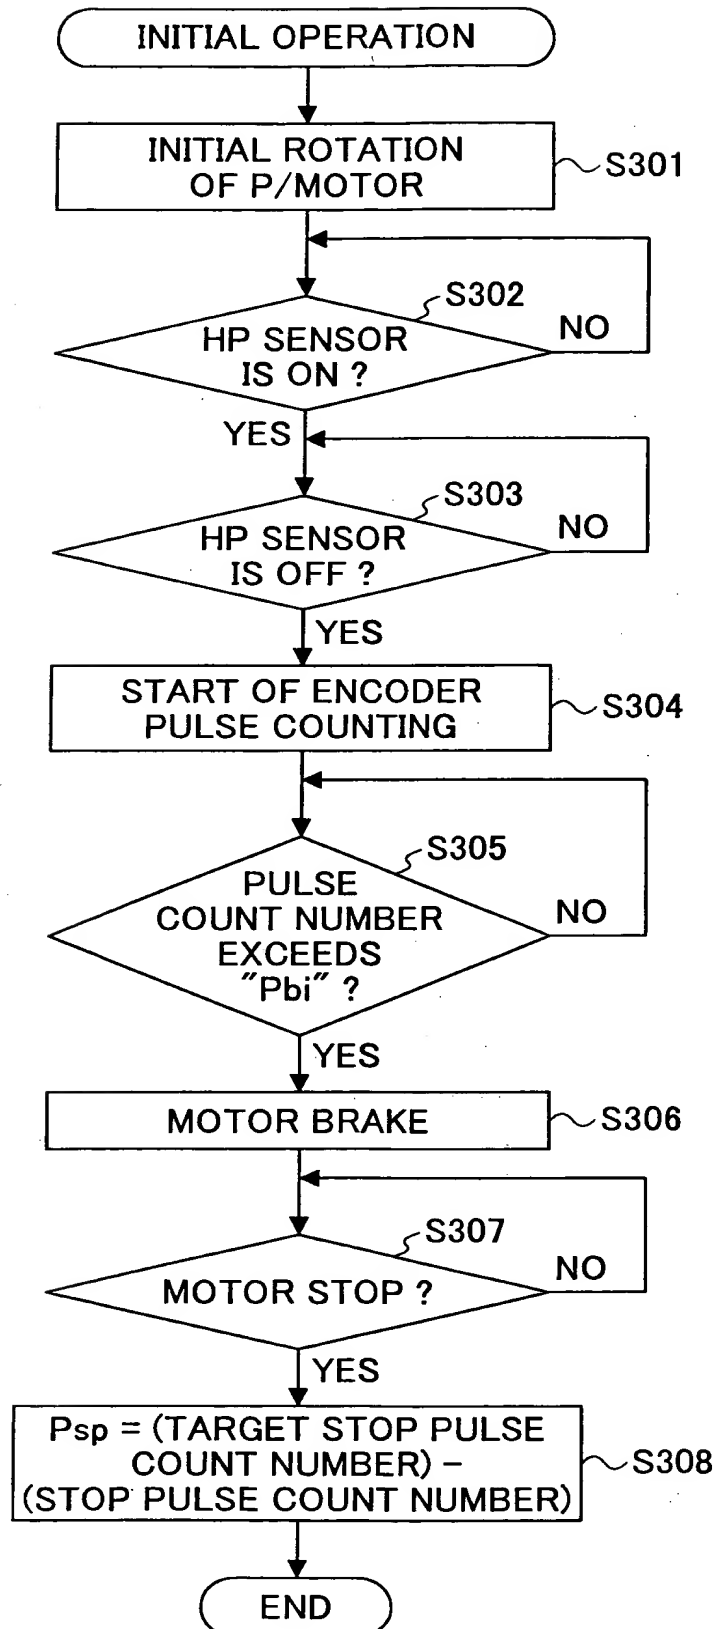 INITIAL OPERATION
INITIAL ROTATION
OF P/MOTOR
S301
S302
HP SENSOR
IS ON ?
NO
YES
S303
HP SENSOR
IS OFF ?
NO
YES
START OF ENCODER
PULSE COUNTING
S304
S305
PULSE
COUNT NUMBER
EXCEEDS
"Pbi" ?
NO
YES
MOTOR BRAKE
S306
S307
MOTOR STOP ?
NO
YES
Psp = (TARGET STOP PULSE
COUNT NUMBER) –
(STOP PULSE COUNT NUMBER)
S308
END